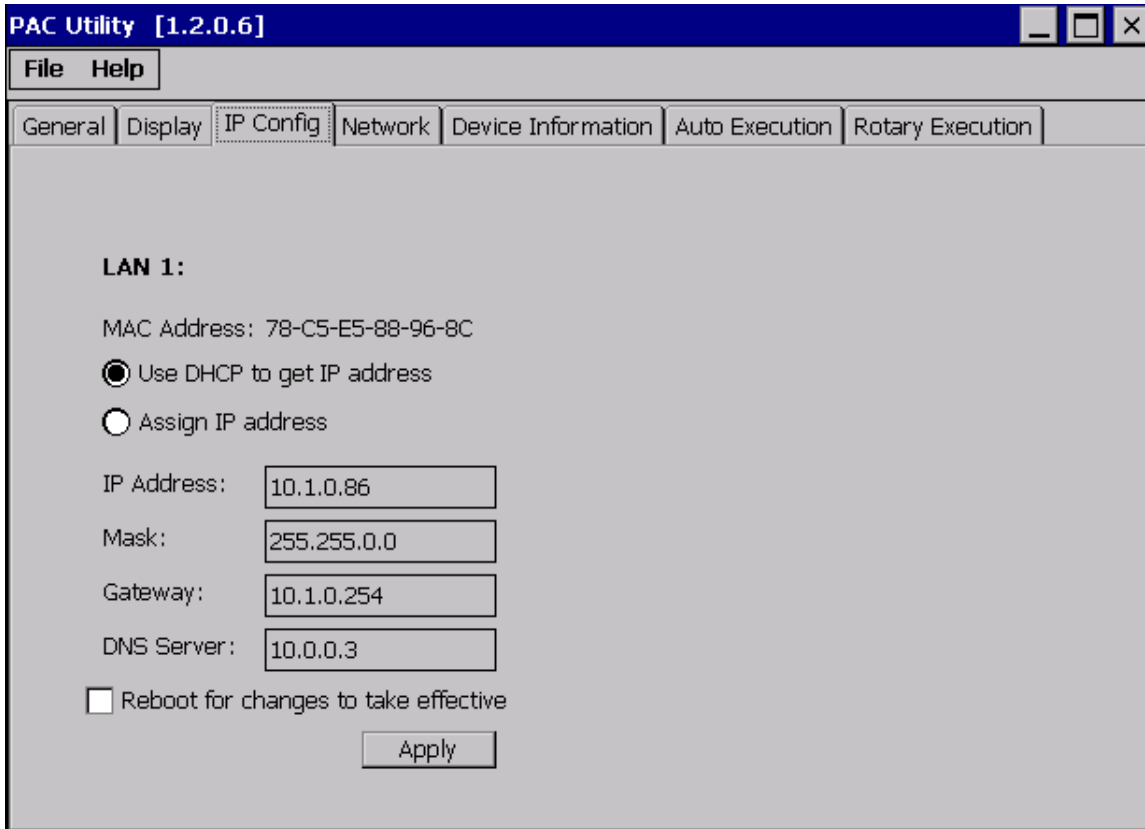 PAC Utility [1.2.0.6]
File Help
General Display IP Config Network Device Information Auto Execution Rotary Execution
LAN 1:
MAC Address: 78-C5-E5-88-96-8C
Use DHCP to get IP address
Assign IP address
IP Address: 10.1.0.86
Mask: 255.255.0.0
Gateway: 10.1.0.254
DNS Server: 10.0.0.3
Reboot for changes to take effective
Apply